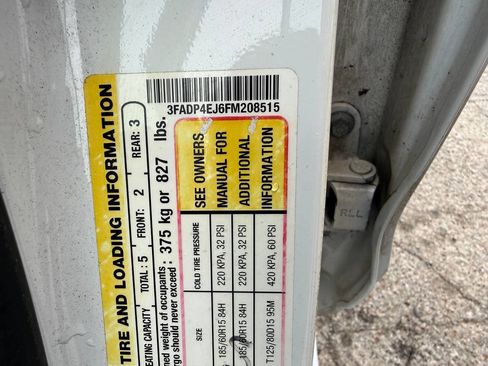 3FADP4EJ6FM208515
TIRE AND LOADING INFORMATION
EATING CAPACITY TOTAL: 5 FRONT: 2 REAR: 3
ned weight of occupants
rgo should never exceed : 375 kg or 827 lbs.
SIZE COLD TIRE PRESSURE SEE OWNERS
185/60R15 84H 220 KPA, 32 PSI MANUAL FOR
185/60R15 84H 220 KPA, 32 PSI ADDITIONAL
T125/80D15 95M 420 KPA, 60 PSI INFORMATION
RLL